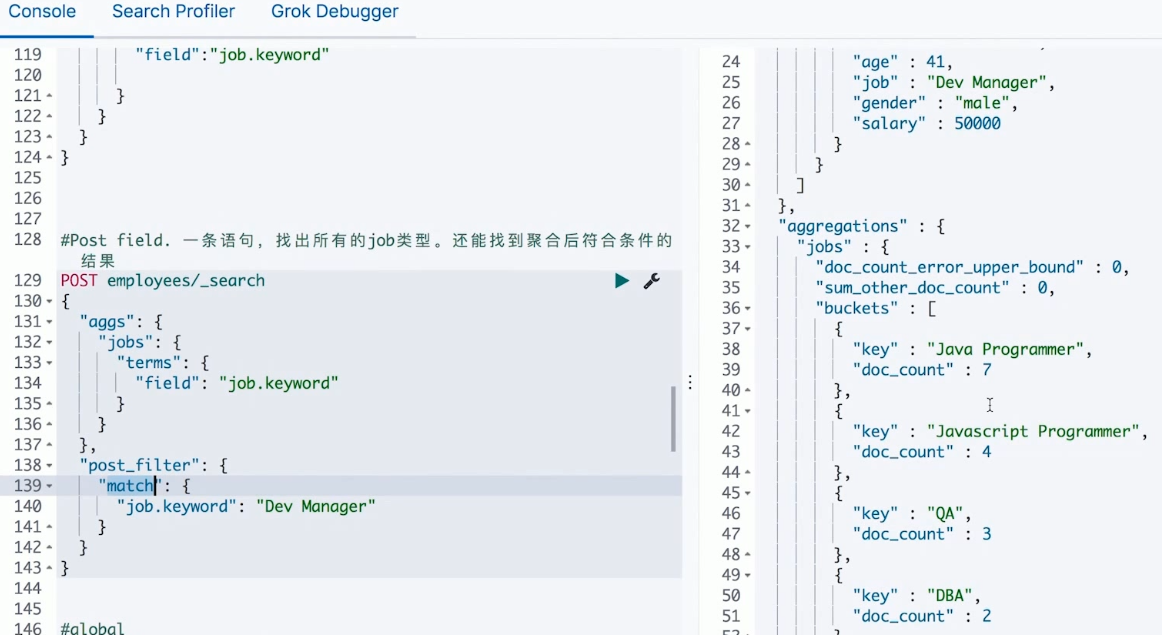 Console Search Profiler Grok Debugger
119 "field":"job.keyword"
120
121 }
122 }
123 }
124 }
125
126
127
128 #Post field. 一条语句，找出所有的job类型。还能找到聚合后符合条件的
结果
129 POST employees/_search
130 {
131 "aggs": {
132 "jobs": {
133 "terms": {
134 "field": "job.keyword"
135 }
136 }
137 },
138 "post_filter": {
139 "match": {
140 "job.keyword": "Dev Manager"
141 }
142 }
143 }
144
145
146 #global
24 "age" : 41,
25 "job" : "Dev Manager",
26 "gender" : "male",
27 "salary" : 50000
28 }
29 }
30 ]
31 },
32 "aggregations" : {
33 "jobs" : {
34 "doc_count_error_upper_bound" : 0,
35 "sum_other_doc_count" : 0,
36 "buckets" : [
37 {
38 "key" : "Java Programmer",
39 "doc_count" : 7
40 },
41 {
42 "key" : "Javascript Programmer",
43 "doc_count" : 4
44 },
45 {
46 "key" : "QA",
47 "doc_count" : 3
48 },
49 {
50 "key" : "DBA",
51 "doc_count" : 2